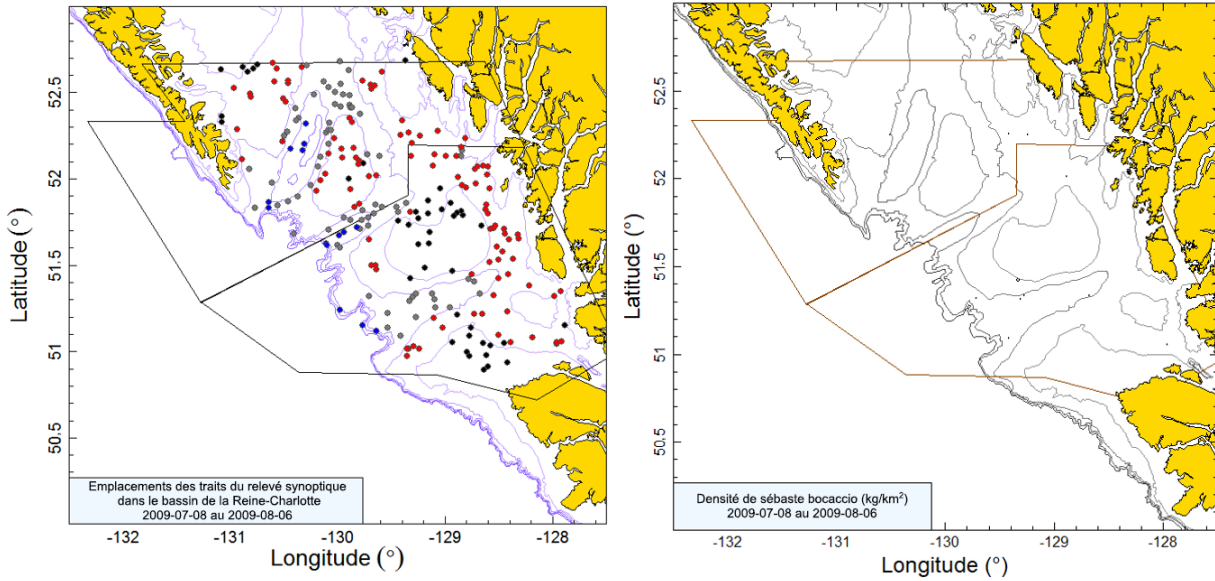 52.5
52
51.5
51
50.5
Latitude (°)
-132
-131
-130
-129
-128
Longitude (°)
Emplacements des traits du relevé synoptique
dans le bassin de la Reine-Charlotte
2009-07-08 au 2009-08-06
52.5
52
51.5
51
50.5
Latitude (°)
-132
-131
-130
-129
-128
Longitude (°)
Densité de sébaste bocaccio (kg/km²)
2009-07-08 au 2009-08-06